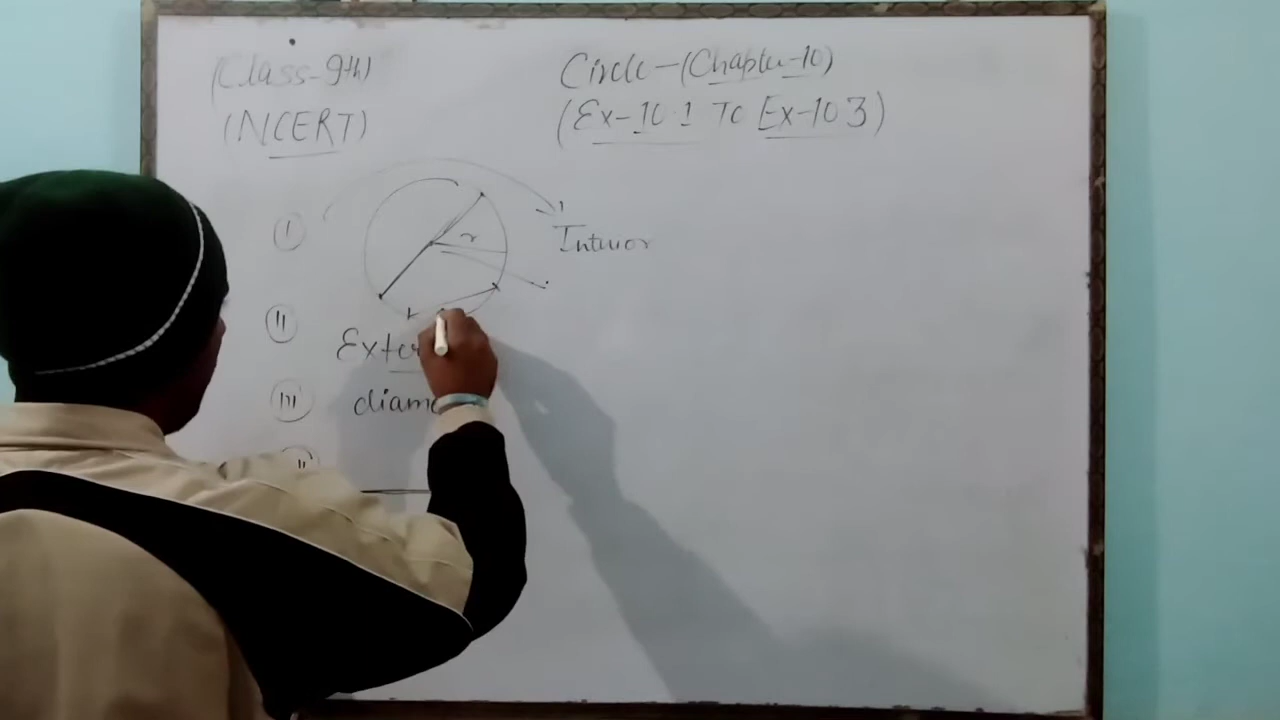 (Class-9th)
Circle-(Chapter-10)
(NCERT)
(Ex-10.1 To Ex-10.3)
(i)
r
Interior
(ii)
(iii)